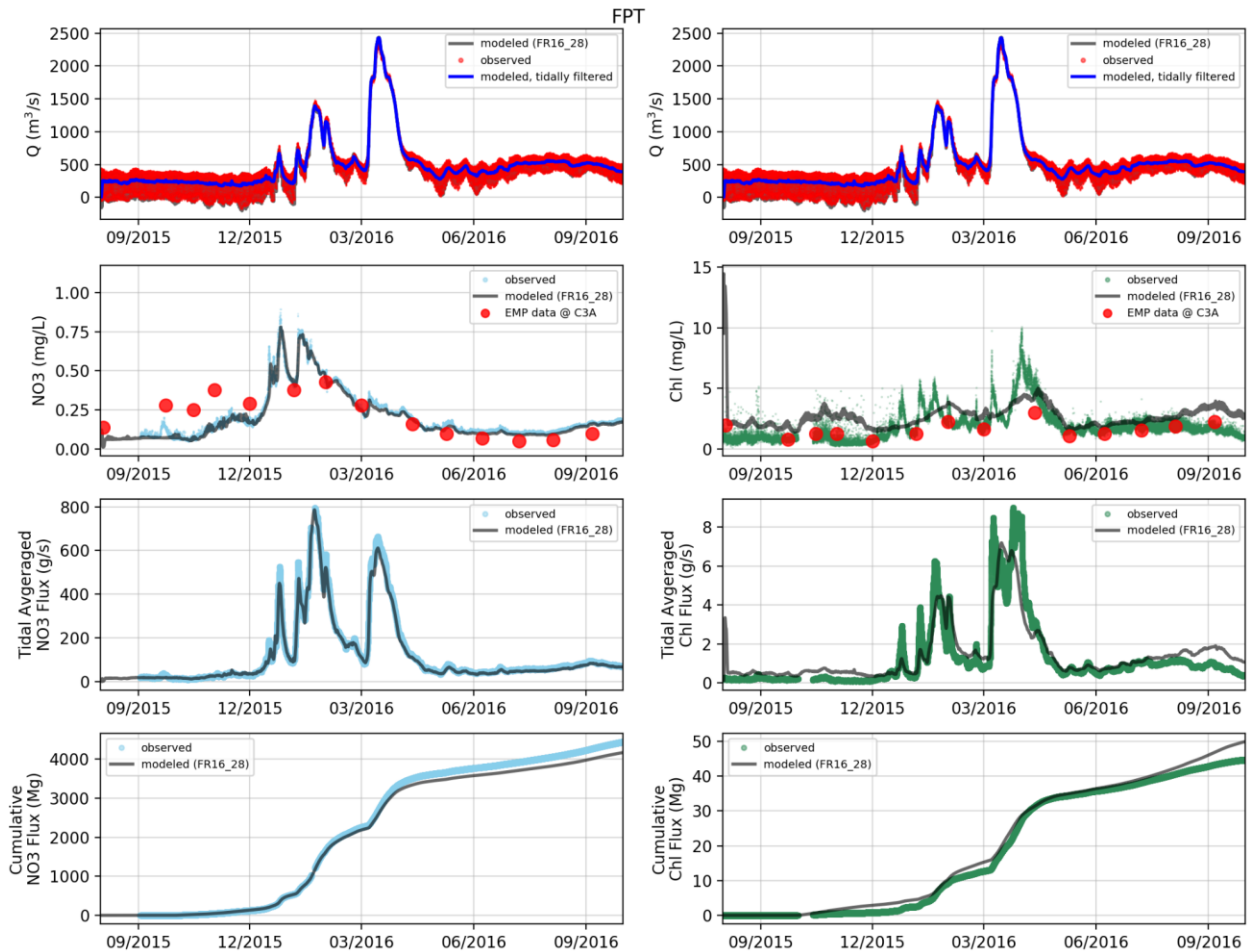 FPT
Q (m³/s)
2500
2000
1500
1000
500
0
modeled (FR16_28)
observed
modeled, tidally filtered
09/2015 12/2015 03/2016 06/2016 09/2016
Q (m³/s)
2500
2000
1500
1000
500
0
modeled (FR16_28)
observed
modeled, tidally filtered
09/2015 12/2015 03/2016 06/2016 09/2016
NO3 (mg/L)
1.00
0.75
0.50
0.25
0.00
observed
modeled (FR16_28)
EMP data @ C3A
09/2015 12/2015 03/2016 06/2016 09/2016
Chl (mg/L)
15
10
5
0
observed
modeled (FR16_28)
EMP data @ C3A
09/2015 12/2015 03/2016 06/2016 09/2016
Tidal Avgeraged
NO3 Flux (g/s)
800
600
400
200
0
observed
modeled (FR16_28)
09/2015 12/2015 03/2016 06/2016 09/2016
Tidal Avgeraged
Chl Flux (g/s)
8
6
4
2
0
observed
modeled (FR16_28)
09/2015 12/2015 03/2016 06/2016 09/2016
Cumulative
NO3 Flux (Mg)
4000
3000
2000
1000
0
observed
modeled (FR16_28)
09/2015 12/2015 03/2016 06/2016 09/2016
Cumulative
Chl Flux (Mg)
50
40
30
20
10
0
observed
modeled (FR16_28)
09/2015 12/2015 03/2016 06/2016 09/2016